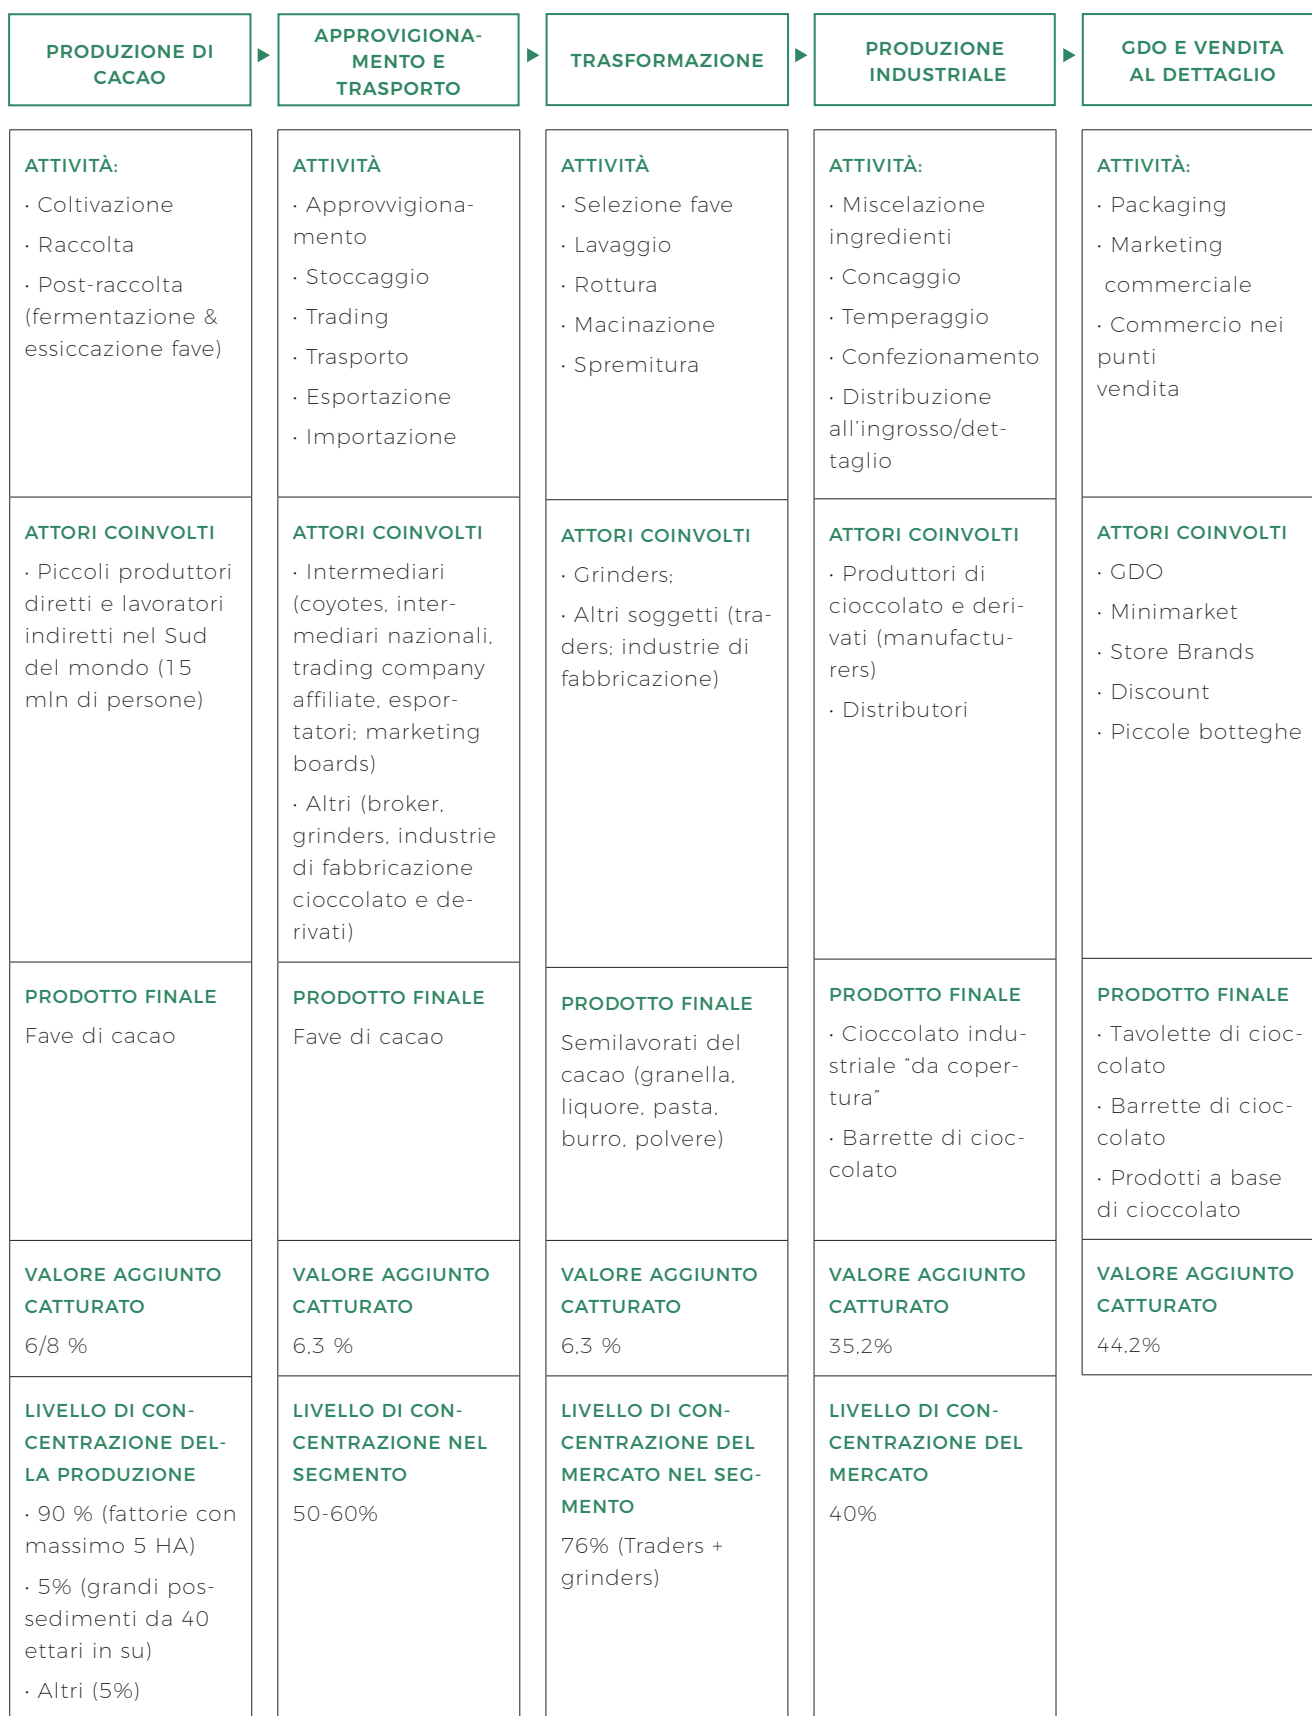 PRODUZIONE DI
CACAO
APPROVIGIONA-
MENTO E
TRASPORTO
TRASFORMAZIONE
PRODUZIONE
INDUSTRIALE
GDO E VENDITA
AL DETTAGLIO
ATTIVITÀ:
· Coltivazione
· Raccolta
· Post-raccolta
(fermentazione &
essiccazione fave)
ATTORI COINVOLTI
· Piccoli produttori
diretti e lavoratori
indiretti nel Sud
del mondo (15
mln di persone)
PRODOTTO FINALE
Fave di cacao
VALORE AGGIUNTO
CATTURATO
6/8 %
LIVELLO DI CON-
CENTRAZIONE DEL-
LA PRODUZIONE
· 90 % (fattorie con
massimo 5 HA)
· 5% (grandi pos-
sedimenti da 40
ettari in su)
· Altri (5%)
ATTIVITÀ
· Approvvigiona-
mento
· Stoccaggio
· Trading
· Trasporto
· Esportazione
· Importazione
ATTORI COINVOLTI
· Intermediari
(coyotes, inter-
mediari nazionali,
trading company
affiliate, espor-
tatori; marketing
boards)
· Altri (broker,
grinders, industrie
di fabbricazione
cioccolato e de-
rivati)
PRODOTTO FINALE
Fave di cacao
VALORE AGGIUNTO
CATTURATO
6,3 %
LIVELLO DI CON-
CENTRAZIONE NEL
SEGMENTO
50-60%
ATTIVITÀ
· Selezione fave
· Lavaggio
· Rottura
· Macinazione
· Spremitura
ATTORI COINVOLTI
· Grinders;
· Altri soggetti (tra-
ders; industrie di
fabbricazione)
PRODOTTO FINALE
Semilavorati del
cacao (granella,
liquore, pasta,
burro, polvere)
VALORE AGGIUNTO
CATTURATO
6,3 %
LIVELLO DI CON-
CENTRAZIONE DEL
MERCATO NEL SEG-
MENTO
76% (Traders +
grinders)
ATTIVITÀ:
· Miscelazione
ingredienti
· Concaggio
· Temperaggio
· Confezionamento
· Distribuzione
all'ingrosso/det-
taglio
ATTORI COINVOLTI
· Produttori di
cioccolato e deri-
vati (manufactu-
rers)
· Distributori
PRODOTTO FINALE
· Cioccolato indu-
striale "da coper-
tura"
· Barrette di cioc-
colato
VALORE AGGIUNTO
CATTURATO
35,2%
LIVELLO DI CON-
CENTRAZIONE DEL
MERCATO
40%
ATTIVITÀ:
· Packaging
· Marketing
commerciale
· Commercio nei
punti
vendita
ATTORI COINVOLTI
· GDO
· Minimarket
· Store Brands
· Discount
· Piccole botteghe
PRODOTTO FINALE
· Tavolette di cioc-
colato
· Barrette di cioc-
colato
· Prodotti a base
di cioccolato
VALORE AGGIUNTO
CATTURATO
44,2%